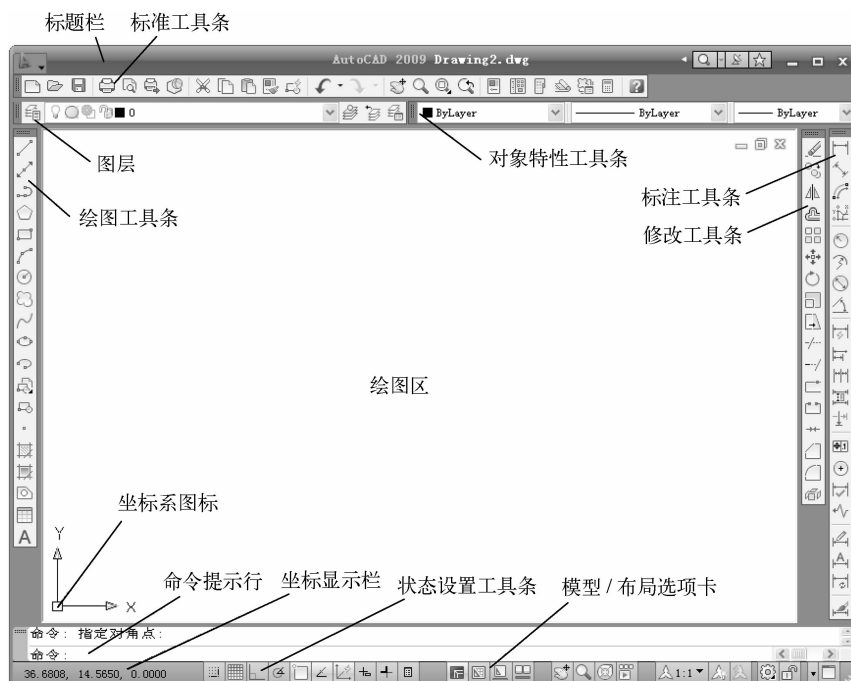 标题栏 标准工具条
AutoCAD 2009 Drawing2.dwg
0 ByLayer ByLayer ByLayer
图层
对象特性工具条
绘图工具条
标注工具条
修改工具条
绘图区
坐标系图标
Y
X
命令提示行 坐标显示栏 状态设置工具条 模型/布局选项卡
命令: 指定对角点:
命令:
36.6808, 14.5650, 0.0000 1:1
A